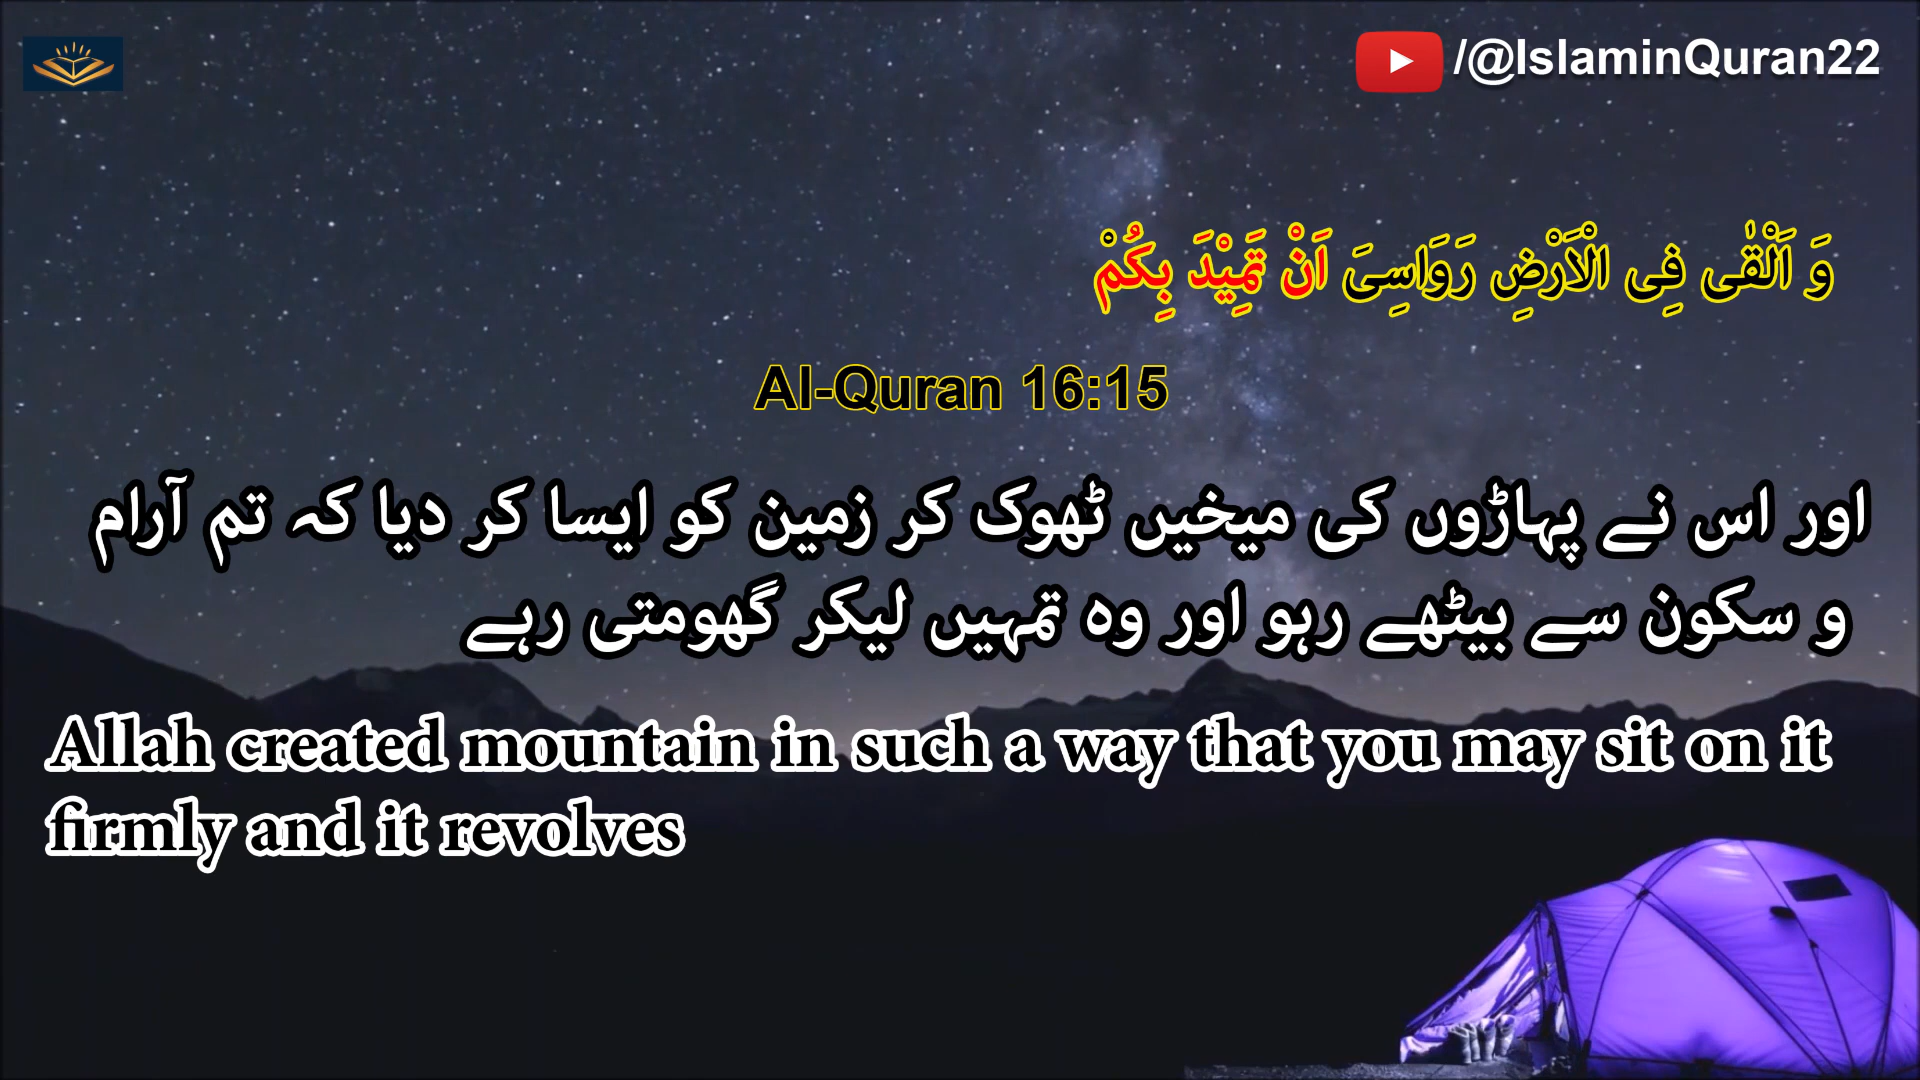 /@IslaminQuran22
وَ اَلْقٰی فِی الْاَرْضِ رَوَاسِیَ اَنْ تَمِیْدَ بِكُمْ
Al-Quran 16:15
اور اس نے پہاڑوں کی میخیں ٹھوک کر زمین کو ایسا کر دیا کہ تم آرام
و سکون سے بیٹھے رہو اور وہ تمہیں لیکر گھومتی رہے
Allah created mountain in such a way that you may sit on it
firmly and it revolves